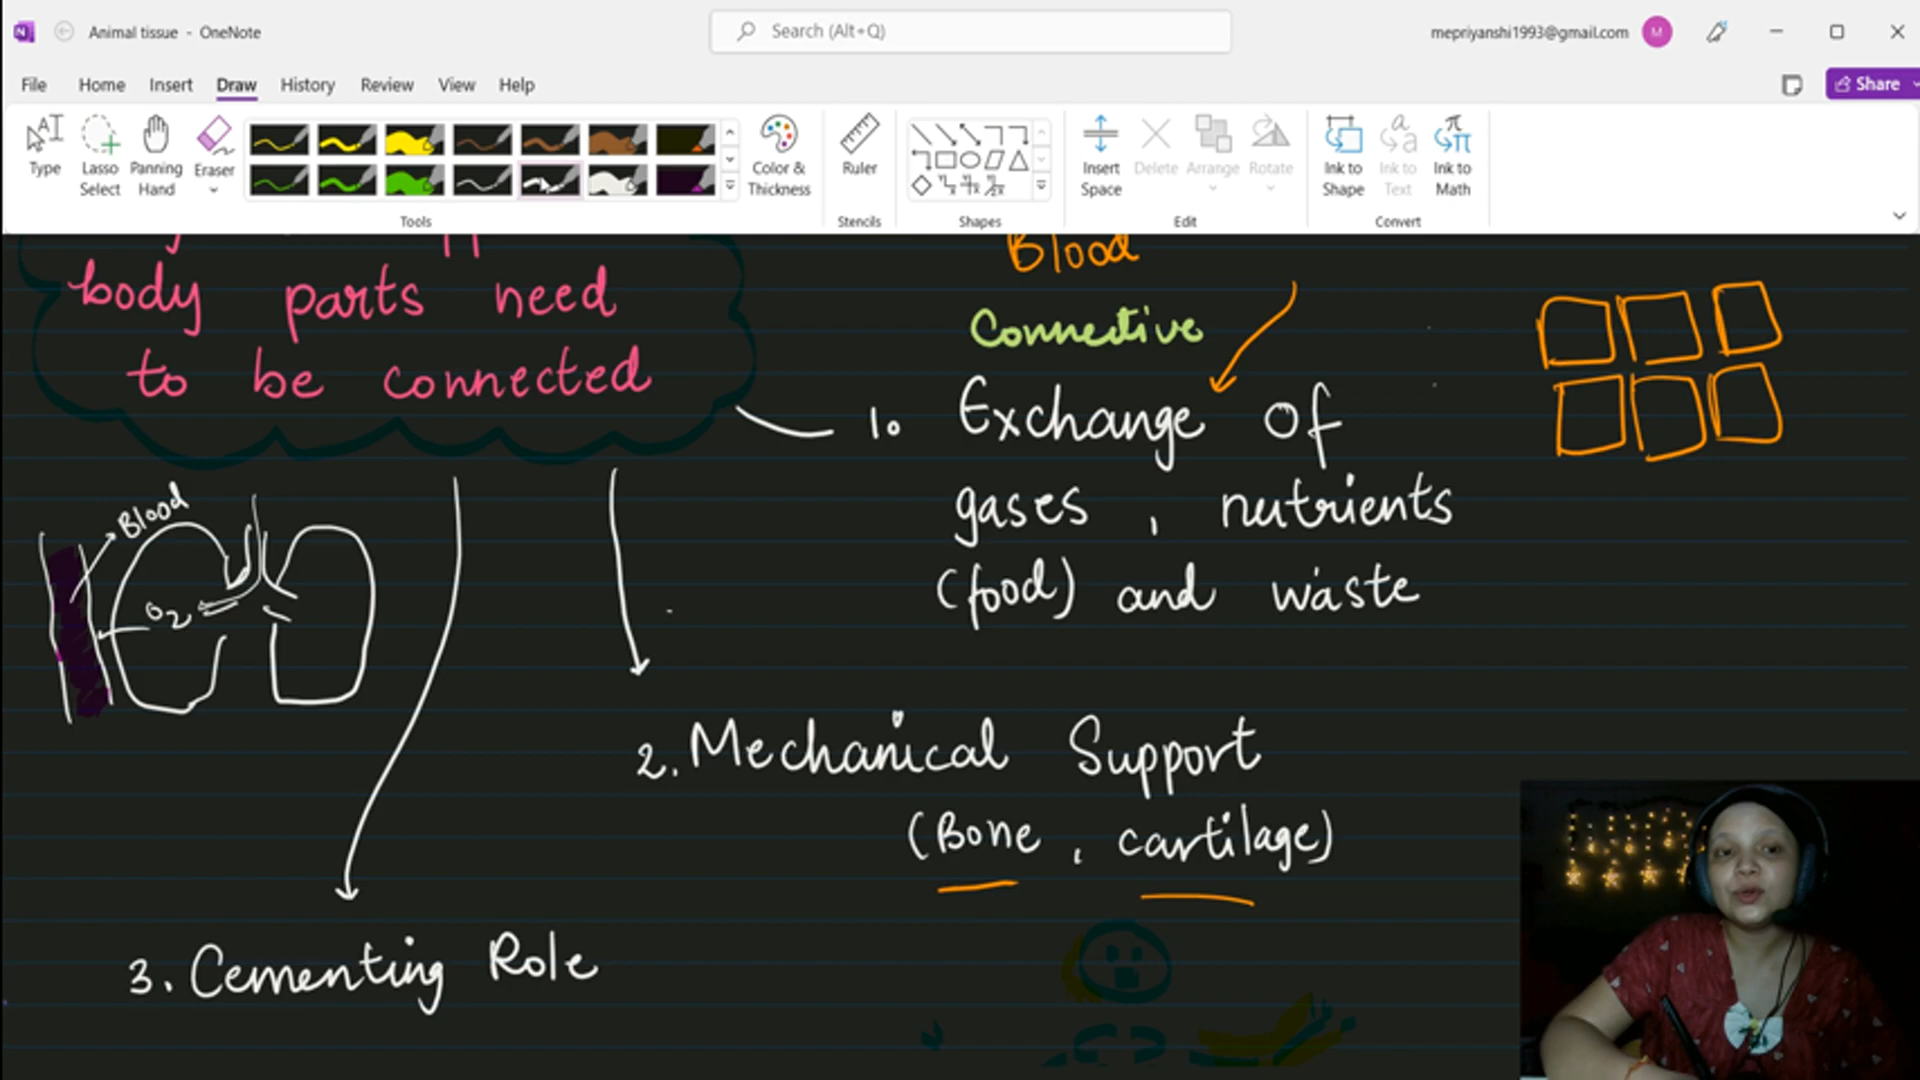 Animal tissue - OneNote
Search (Alt+Q)
mepriyanshi1993@gmail.com
M
File Home Insert Draw History Review View Help
Share
Type
Lasso Select
Panning Hand
Eraser
Color & Thickness
Ruler
Insert Space
Delete
Arrange
Rotate
Ink to Shape
Ink to Text
Ink to Math
Tools
Stencils
Shapes
Edit
Convert
body parts need
to be connected
Blood
Connective
1. Exchange of
gases, nutrients
(food) and waste
Blood
O2
2. Mechanical Support
(Bone, cartilage)
3. Cementing Role